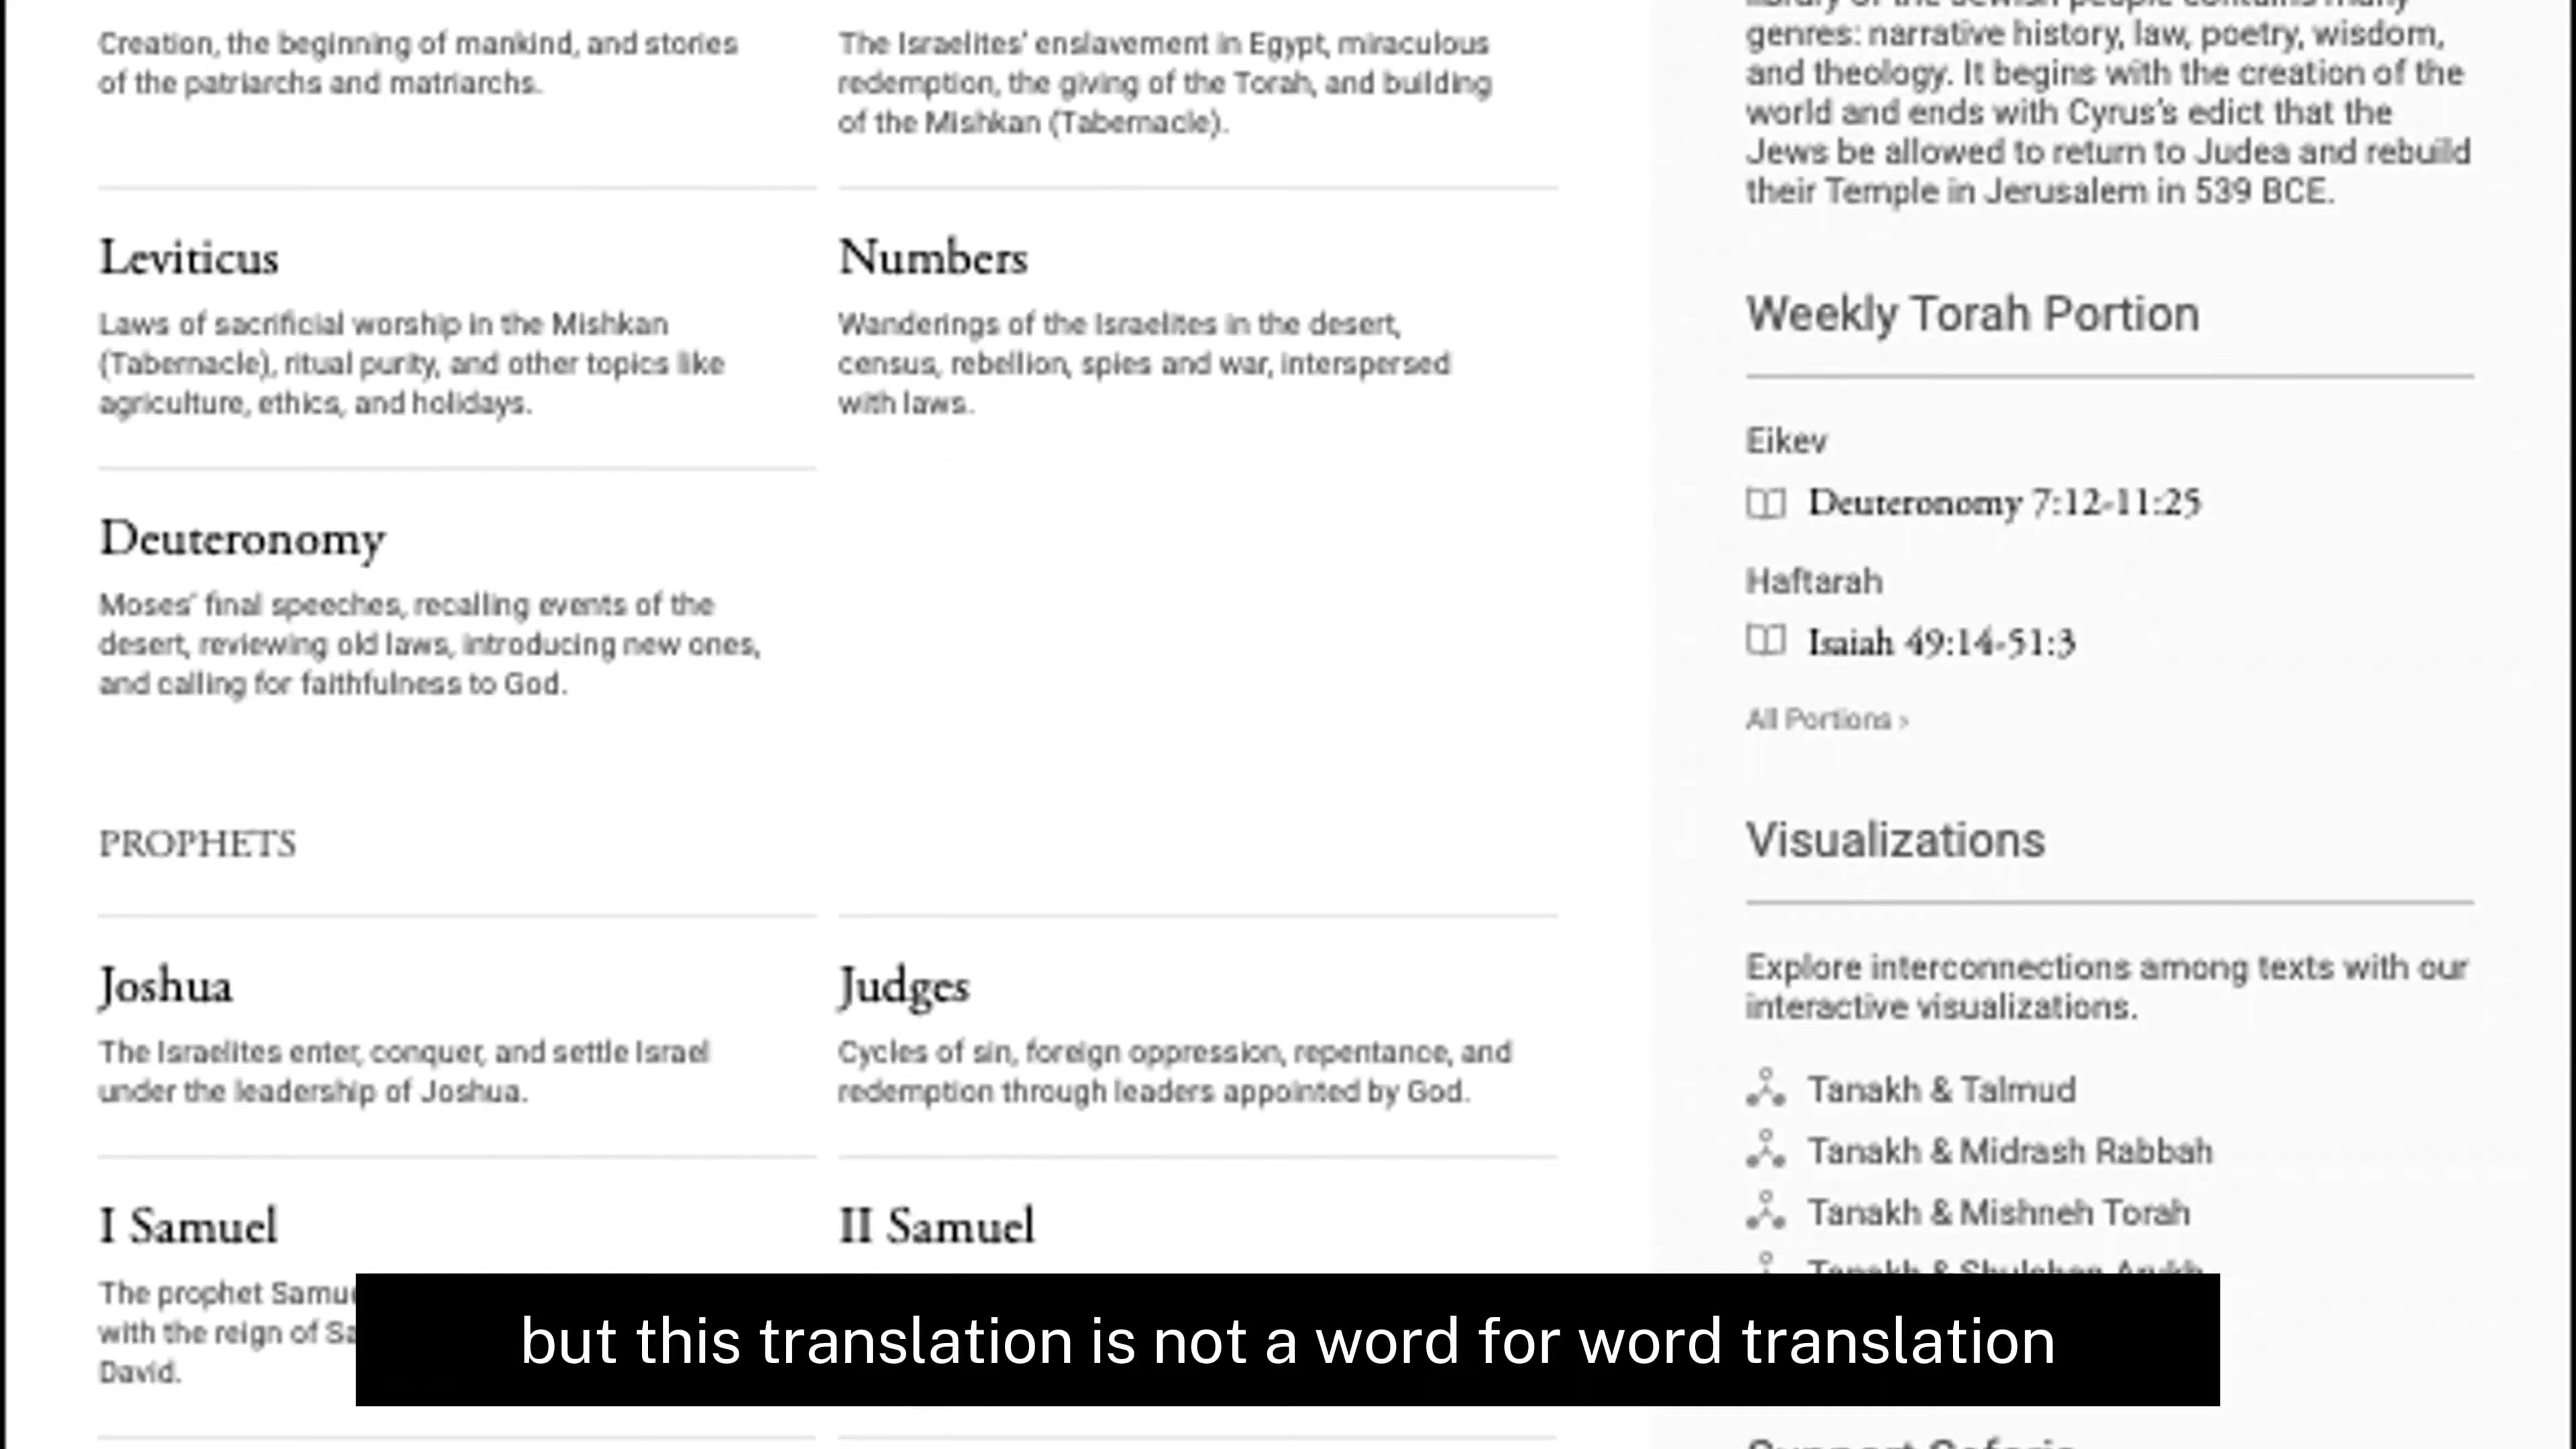 Creation, the beginning of mankind, and stories
of the patriarchs and matriarchs.
The Israelites' enslavement in Egypt, miraculous
redemption, the giving of the Torah, and building
of the Mishkan (Tabernacle).
Leviticus
Laws of sacrificial worship in the Mishkan
(Tabernacle), ritual purity, and other topics like
agriculture, ethics, and holidays.
Numbers
Wanderings of the Israelites in the desert,
census, rebellion, spies and war, interspersed
with laws.
Deuteronomy
Moses' final speeches, recalling events of the
desert, reviewing old laws, introducing new ones,
and calling for faithfulness to God.
PROPHETS
Joshua
The Israelites enter, conquer, and settle Israel
under the leadership of Joshua.
Judges
Cycles of sin, foreign oppression, repentance, and
redemption through leaders appointed by God.
I Samuel
The prophet
with the reign of
David.
II Samuel
library of the Jewish people contains many
genres: narrative history, law, poetry, wisdom,
and theology. It begins with the creation of the
world and ends with Cyrus's edict that the
Jews be allowed to return to Judea and rebuild
their Temple in Jerusalem in 539 BCE.
Weekly Torah Portion
Eikev
Deuteronomy 7:12-11:25
Haftarah
Isaiah 49:14-51:3
All Portions ›
Visualizations
Explore interconnections among texts with our
interactive visualizations.
Tanakh & Talmud
Tanakh & Midrash Rabbah
Tanakh & Mishneh Torah
Tanakh & Shulchan Arukh
but this translation is not a word for word translation